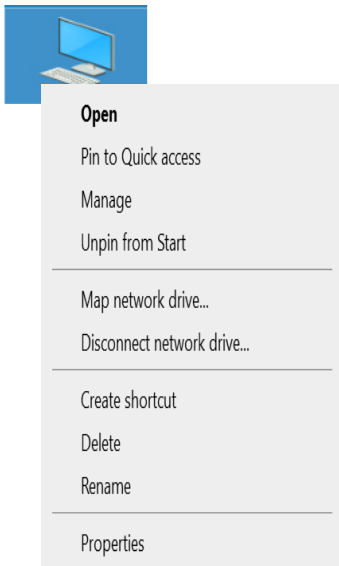 Open
Pin to Quick access
Manage
Unpin from Start
Map network drive...
Disconnect network drive...
Create shortcut
Delete
Rename
Properties